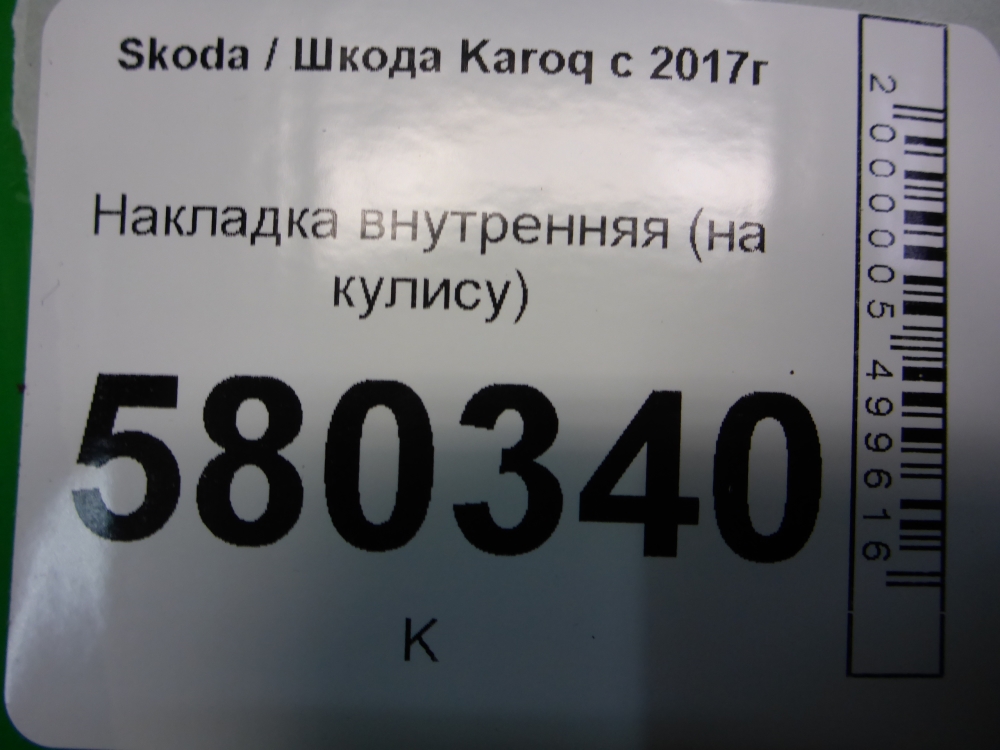 Skoda / Шкода Karoq с 2017г
Накладка внутренняя (на
кулису)
580340
К
2000005499616